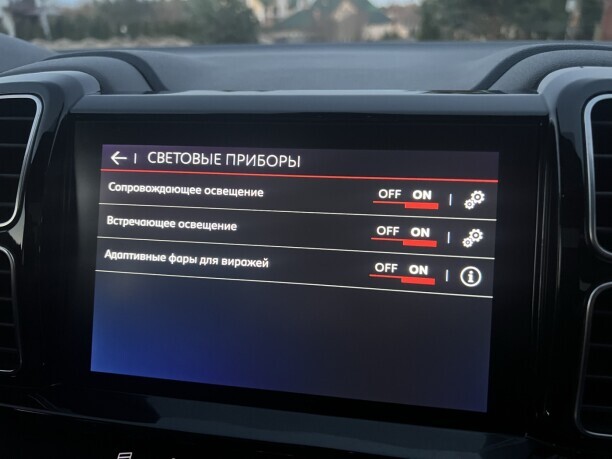 ← | СВЕТОВЫЕ ПРИБОРЫ
Сопровождающее освещение OFF ON |
Встречающее освещение OFF ON |
Адаптивные фары для виражей OFF ON | i